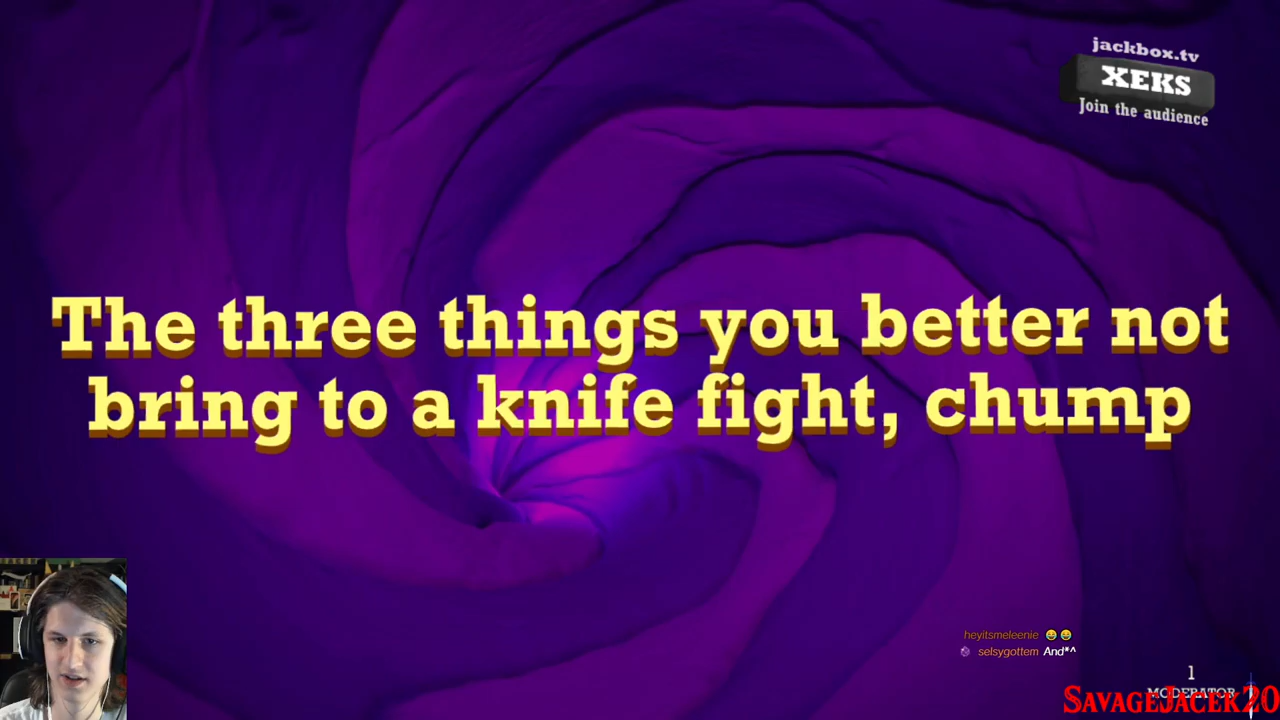 jackbox.tv
XEKS
Join the audience
The three things you better not
bring to a knife fight, chump
heyitsmeleenie
selsygottem And*^
1
MODERATOR
SavageJacek20